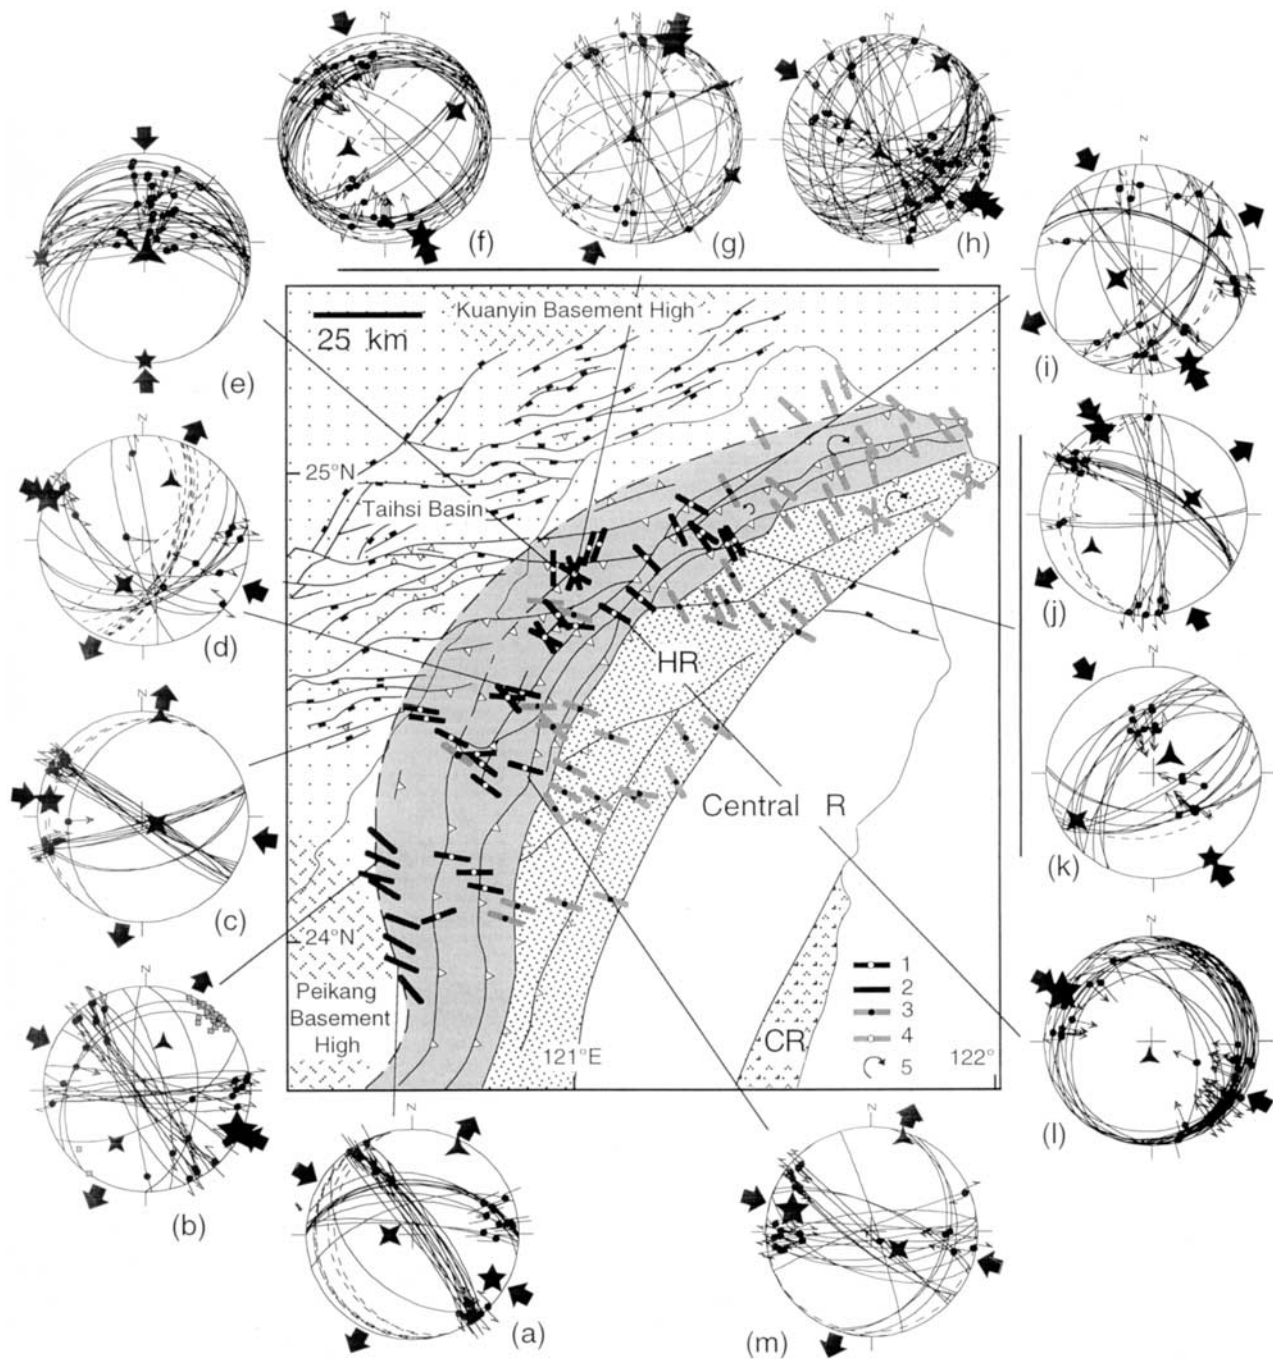 N
N
N
(f)
(g)
(h)
N
(e)
Kuanyin Basement High
25 km
(i)
N
N
25°N
Taihsi Basin
(d)
(j)
HR
N
N
Central R
(c)
(k)
24°N
1
2
Peikang
Basement
High
3
4
CR
5
121°E
122°
N
N
(b)
(l)
N
N
(a)
(m)